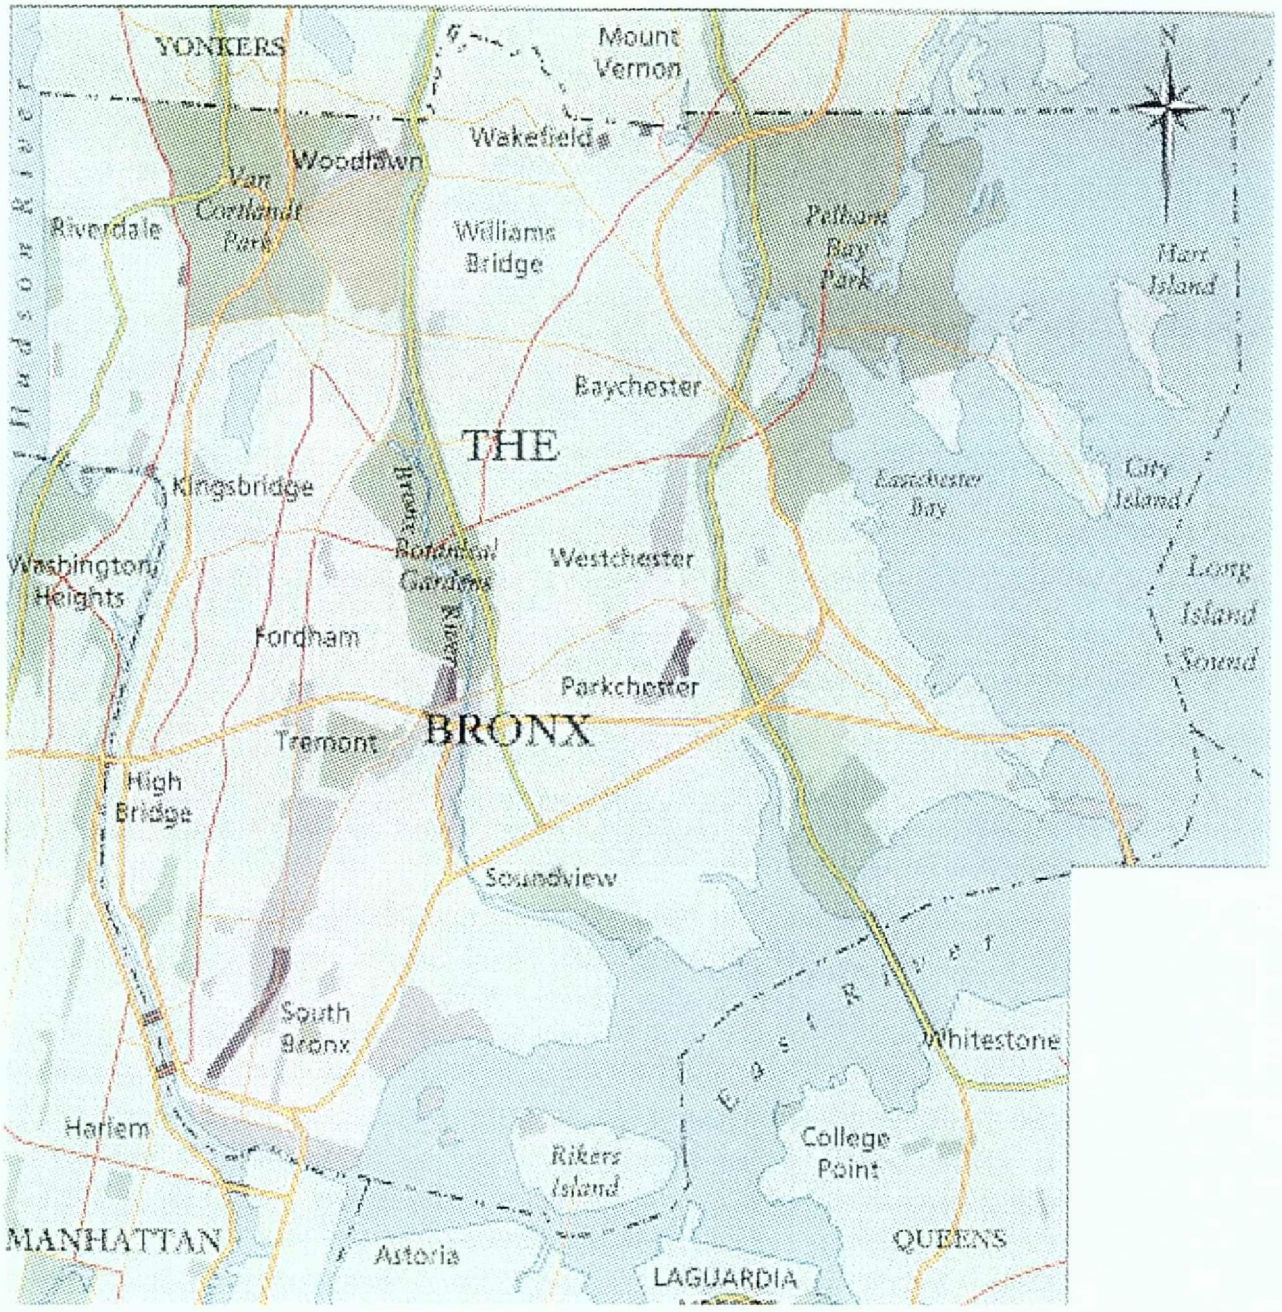 YONKERS
Mount
Vernon
N
Wakefield
Woodlawn
Van
Cortlandt
Park
Riverdale
Williams
Bridge
Pelham
Bay
Park
Hart
Island
Hudson River
Baychester
THE
BRONX
Kingsbridge
Bronx
River
Eastchester
Bay
City
Island
Botanical
Gardens
Westchester
Washington
Heights
Long
Island
Sound
Fordham
Parkchester
Tremont
High
Bridge
Soundview
East River
South
Bronx
Whitestone
Harlem
College
Point
Rikers
Island
MANHATTAN
Astoria
QUEENS
LAGUARDIA